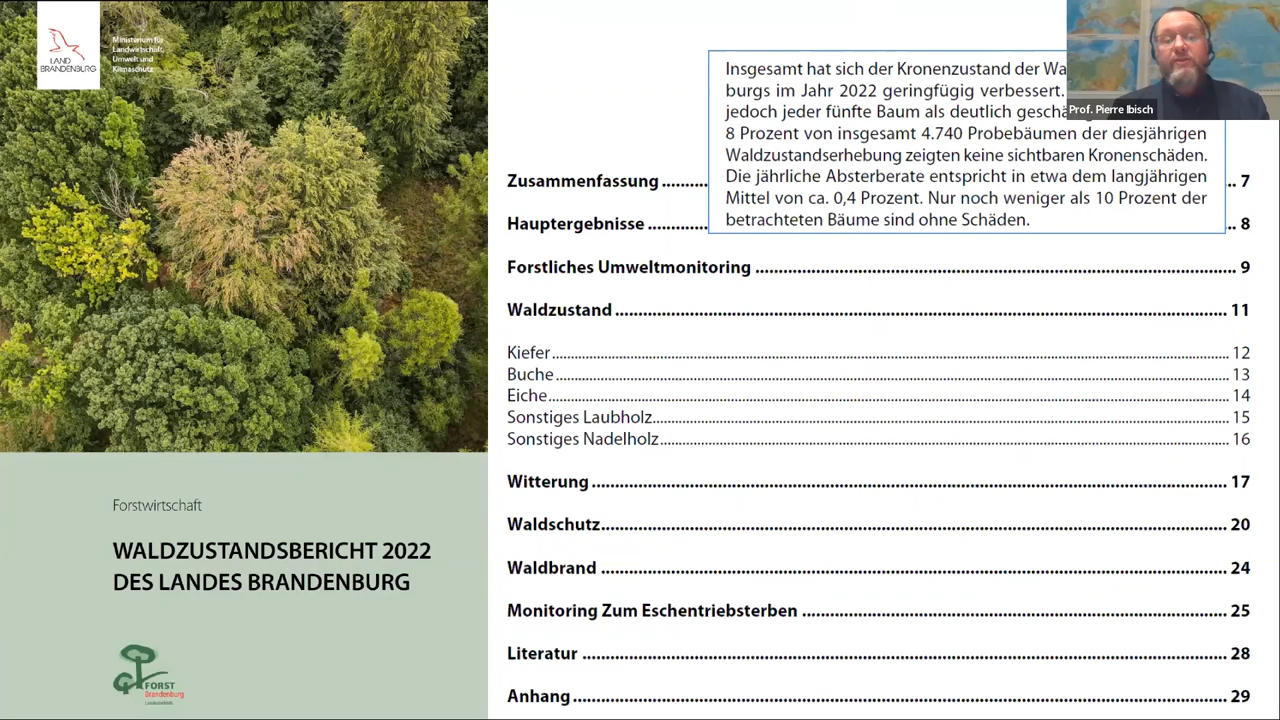 LAND
BRANDENBURG
Ministerium für
Landwirtschaft,
Umwelt und
Klimaschutz
Forstwirtschaft
WALDZUSTANDSBERICHT 2022
DES LANDES BRANDENBURG
FORST
Brandenburg
Insgesamt hat sich der Kronenzustand der Wa
burgs im Jahr 2022 geringfügig verbessert.
jedoch jeder fünfte Baum als deutlich geschä
8 Prozent von insgesamt 4.740 Probebäumen der diesjährigen
Waldzustandserhebung zeigten keine sichtbaren Kronenschäden.
Die jährliche Absterberate entspricht in etwa dem langjährigen
Mittel von ca. 0,4 Prozent. Nur noch weniger als 10 Prozent der
betrachteten Bäume sind ohne Schäden.
Prof. Pierre Ibisch
Zusammenfassung .......... 7
Hauptergebnisse .......... 8
Forstliches Umweltmonitoring .......... 9
Waldzustand .......... 11
Kiefer .......... 12
Buche .......... 13
Eiche .......... 14
Sonstiges Laubholz .......... 15
Sonstiges Nadelholz .......... 16
Witterung .......... 17
Waldschutz .......... 20
Waldbrand .......... 24
Monitoring Zum Eschentriebsterben .......... 25
Literatur .......... 28
Anhang .......... 29